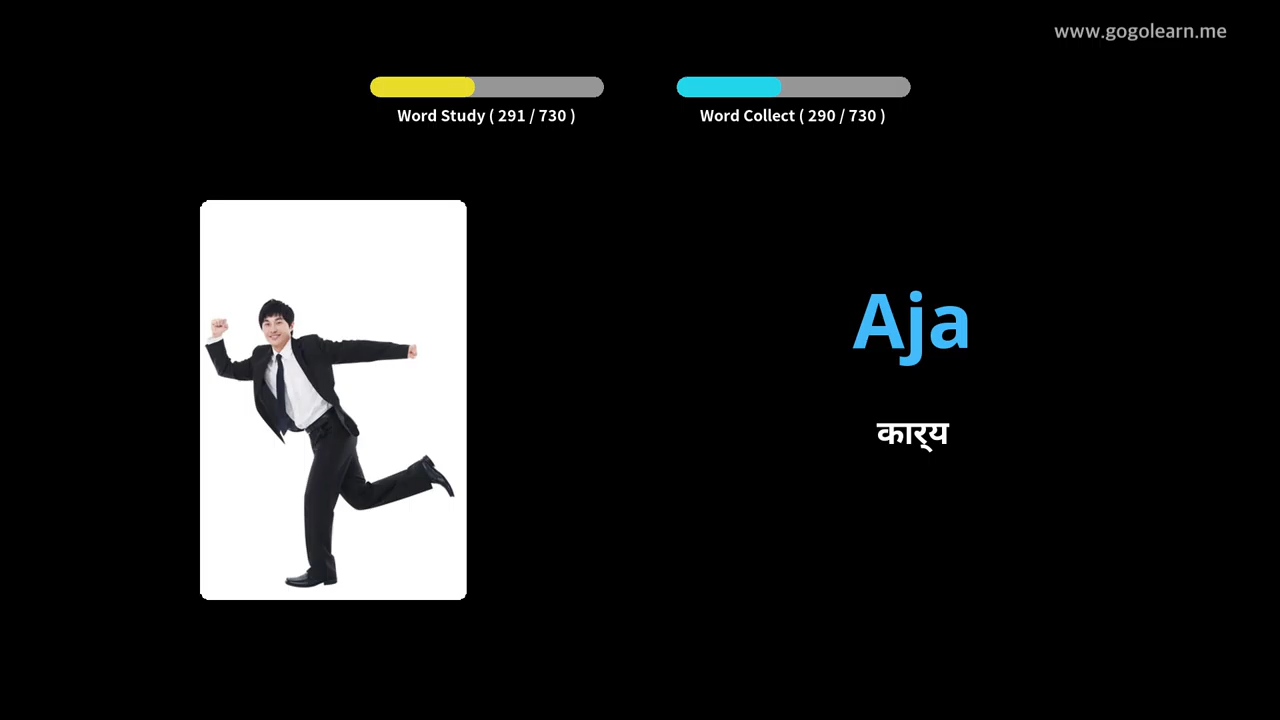 www.gogolearn.me
Word Study ( 291 / 730 )
Word Collect ( 290 / 730 )
Aja
कार्‍य